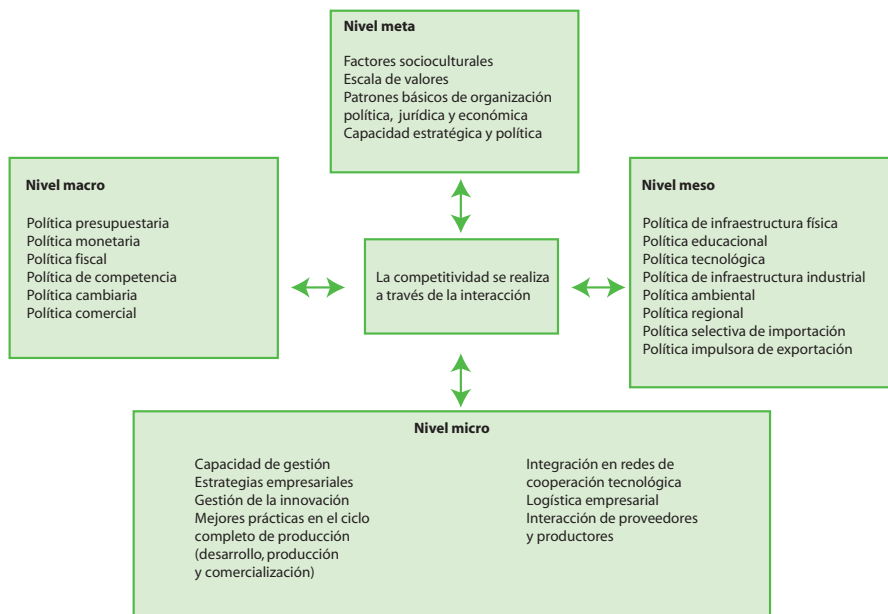 Nivel meta
Factores socioculturales
Escala de valores
Patrones básicos de organización
política, jurídica y económica
Capacidad estratégica y política
Nivel macro
Política presupuestaria
Política monetaria
Política fiscal
Política de competencia
Política cambiaria
Política comercial
La competitividad se realiza
a través de la interacción
Nivel meso
Política de infraestructura física
Política educacional
Política tecnológica
Política de infraestructura industrial
Política ambiental
Política regional
Política selectiva de importación
Política impulsora de exportación
Nivel micro
Capacidad de gestión
Estrategias empresariales
Gestión de la innovación
Mejores prácticas en el ciclo
completo de producción
(desarrollo, producción
y comercialización)
Integración en redes de
cooperación tecnológica
Logística empresarial
Interacción de proveedores
y productores